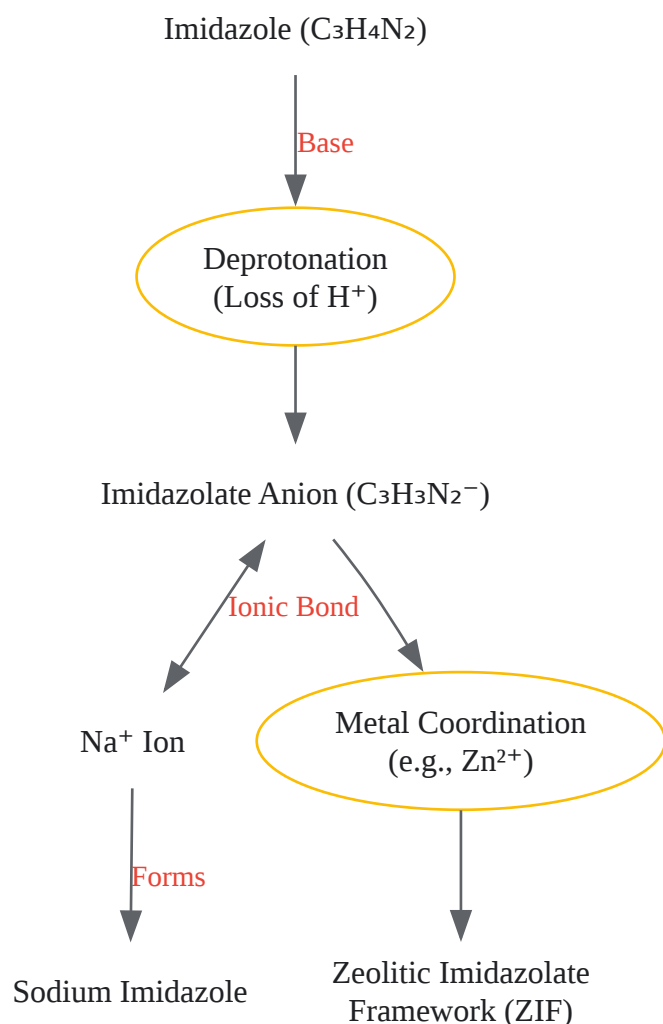 Imidazole (C₃H₄N₂)
Base
Deprotonation
(Loss of H⁺)
Imidazolate Anion (C₃H₃N₂⁻)
Ionic Bond
Na⁺ Ion
Metal Coordination
(e.g., Zn²⁺)
Forms
Sodium Imidazole
Zeolitic Imidazolate
Framework (ZIF)